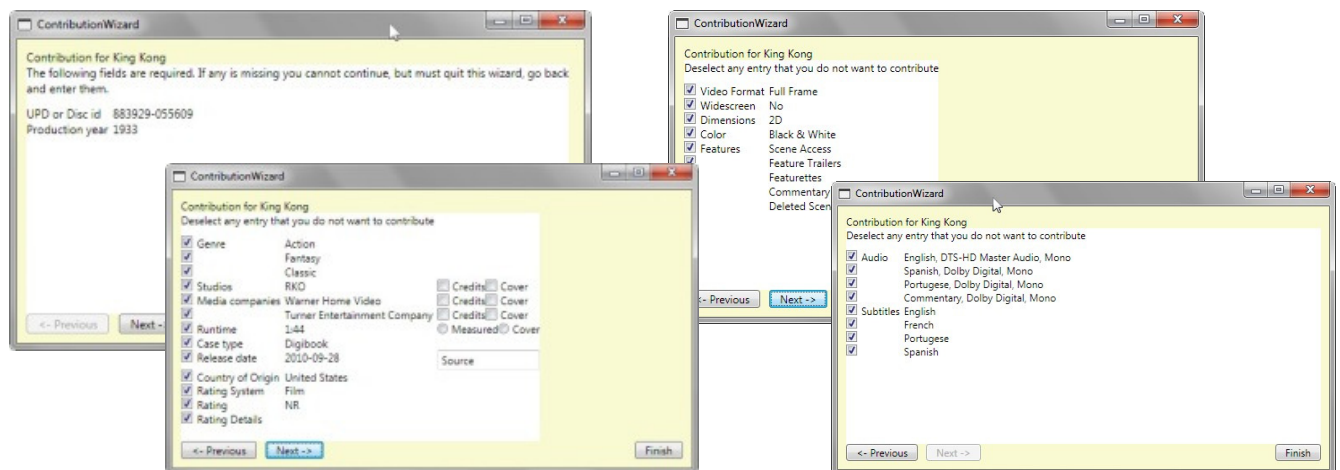 ContributionWizard
Contribution for King Kong
The following fields are required. If any is missing you cannot continue, but must quit this wizard, go back
and enter them.
UPD or Disc id 883929-055609
Production year 1933
<- Previous Next -
ContributionWizard
Contribution for King Kong
Deselect any entry that you do not want to contribute
Genre Action
Fantasy
Classic
Studios RKO Credits Cover
Media companies Warner Home Video Credits Cover
Turner Entertainment Company Credits Cover
Runtime 1:44 Measured Cover
Case type Digibook
Release date 2010-09-28 Source
Country of Origin United States
Rating System Film
Rating NR
Rating Details
<- Previous Next -> Finish
ContributionWizard
Contribution for King Kong
Deselect any entry that you do not want to contribute
Video Format Full Frame
Widescreen No
Dimensions 2D
Color Black & White
Features Scene Access
Feature Trailers
Featurettes
Commentary
Deleted Scen
<- Previous Next ->
ContributionWizard
Contribution for King Kong
Deselect any entry that you do not want to contribute
Audio English, DTS-HD Master Audio, Mono
Spanish, Dolby Digital, Mono
Portugese, Dolby Digital, Mono
Commentary, Dolby Digital, Mono
Subtitles English
French
Portugese
Spanish
<- Previous Next -> Finish